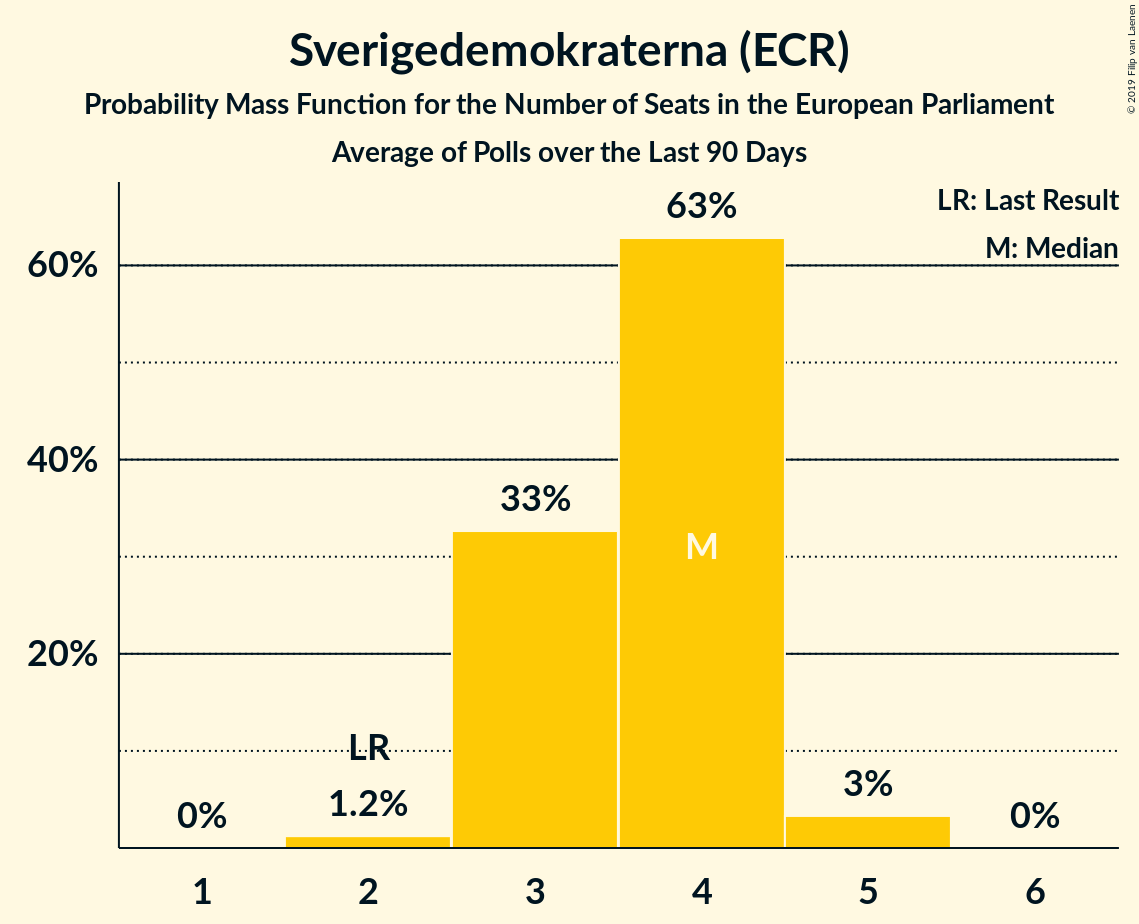 Sverigedemokraterna (ECR)
Probability Mass Function for the Number of Seats in the European Parliament
Average of Polls over the Last 90 Days
© 2019 Filip van Laenen
LR: Last Result
M: Median
63%
60%
40%
33%
M
20%
LR
1.2%
3%
0%
0%
1 2 3 4 5 6